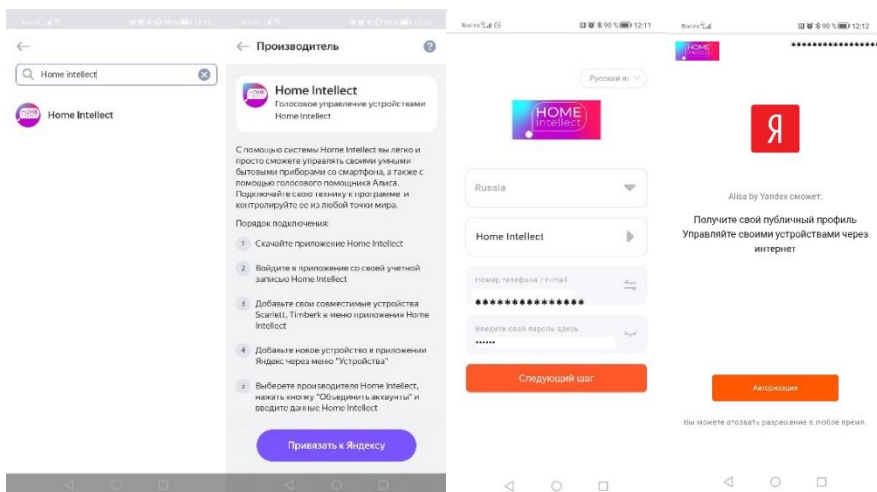 Home intellect
Home Intellect
Производитель
Home Intellect
Голосовое управление устройствами
Home Intellect
С помощью системы Home Intellect вы легко и
просто сможете управлять своими умными
бытовыми приборами со смартфона, а также с
помощью голосового помощника Алиса.
Подключайте свою технику к программе и
контролируйте ее из любой точки мира.
Порядок подключения:
1 Скачайте приложение Home Intellect
2 Войдите в приложение со своей учетной
записью Home Intellect
3 Добавьте свои совместимые устройства
Scarlett, Timberk в меню приложения Home
Intellect
4 Добавьте новое устройство в приложении
Яндекс через меню "Устройства"
5 Выберете производителя Home Intellect,
нажать кнопку "Объединить аккаунты" и
введите данные Home Intellect
Привязать к Яндексу
90 % 12:11
Русский я:
HOME
intellect
Russia
Home Intellect
Номер телефона / E-mail
***************
Введите свой пароль здесь
••••••
Следующий шаг
90 % 12:12
HOME
intellect
Я
Alisa by Yandex сможет:
Получите свой публичный профиль
Управляйте своими устройствами через
интернет
Авторизация
Вы можете отозвать разрешение в любое время.